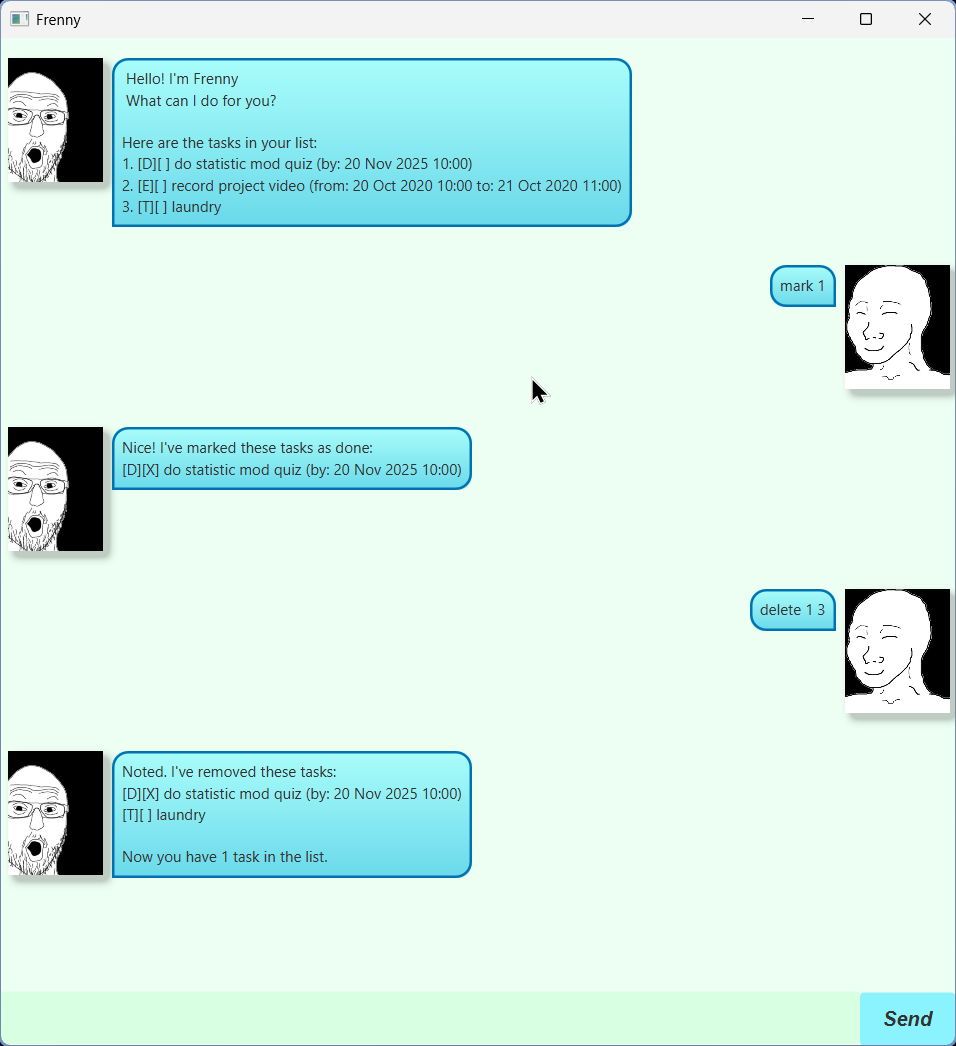 Frenny
Hello! I'm Frenny
What can I do for you?
Here are the tasks in your list:
1. [D][ ] do statistic mod quiz (by: 20 Nov 2025 10:00)
2. [E][ ] record project video (from: 20 Oct 2020 10:00 to: 21 Oct 2020 11:00)
3. [T][ ] laundry
mark 1
Nice! I've marked these tasks as done:
[D][X] do statistic mod quiz (by: 20 Nov 2025 10:00)
delete 1 3
Noted. I've removed these tasks:
[D][X] do statistic mod quiz (by: 20 Nov 2025 10:00)
[T][ ] laundry
Now you have 1 task in the list.
Send